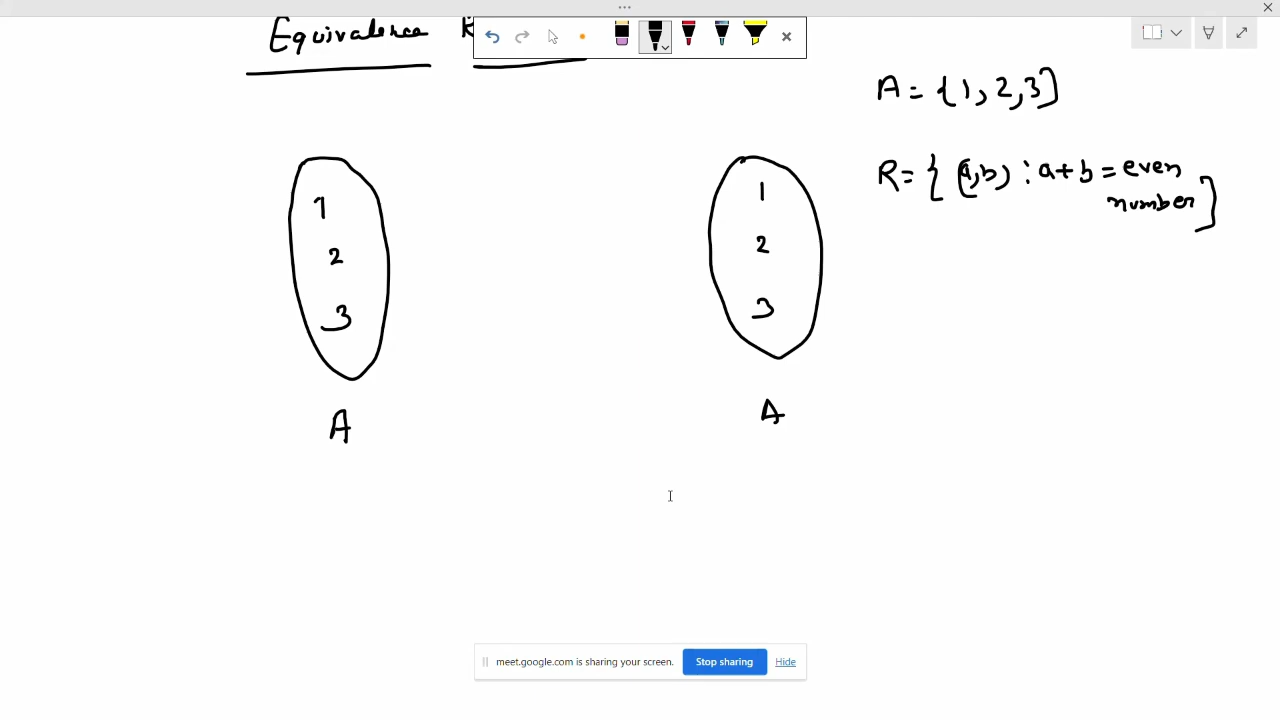 Equivalence
A = {1, 2, 3}
R = { (a,b) : a + b = even
number }
1
2
3
A
1
2
3
A
meet.google.com is sharing your screen.
Stop sharing
Hide